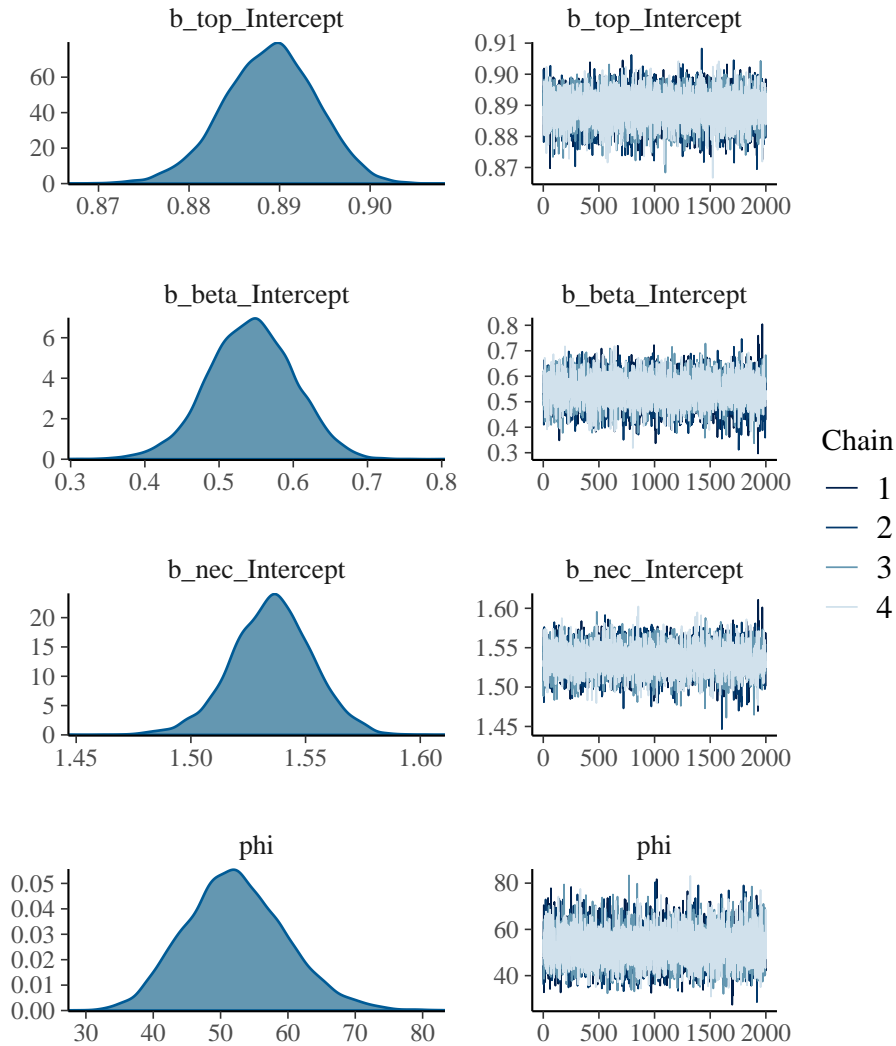 b_top_Intercept
60
40
20
0
0.87 0.88 0.89 0.90
b_top_Intercept
0.91
0.90
0.89
0.88
0.87
0 500 1000 1500 2000
b_beta_Intercept
6
4
2
0
0.3 0.4 0.5 0.6 0.7 0.8
b_beta_Intercept
0.8
0.7
0.6
0.5
0.4
0.3
0 500 1000 1500 2000
b_nec_Intercept
20
15
10
5
0
1.45 1.50 1.55 1.60
b_nec_Intercept
1.60
1.55
1.50
1.45
0 500 1000 1500 2000
phi
0.05
0.04
0.03
0.02
0.01
0.00
30 40 50 60 70 80
phi
80
60
40
0 500 1000 1500 2000
Chain
1
2
3
4